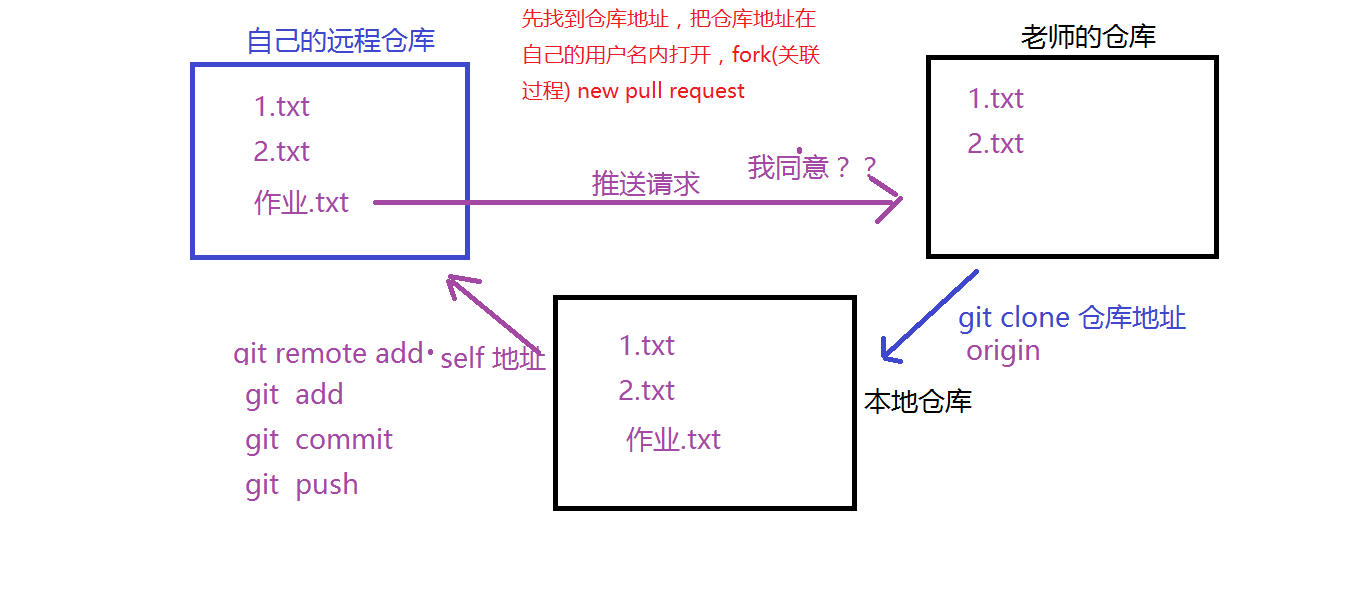 自己的远程仓库
1.txt
2.txt
作业.txt
先找到仓库地址，把仓库地址在
自己的用户名内打开，fork(关联
过程) new pull request
推送请求
我同意？？
老师的仓库
1.txt
2.txt
git clone 仓库地址
origin
本地仓库
1.txt
2.txt
作业.txt
git remote add self 地址
git add
git commit
git push